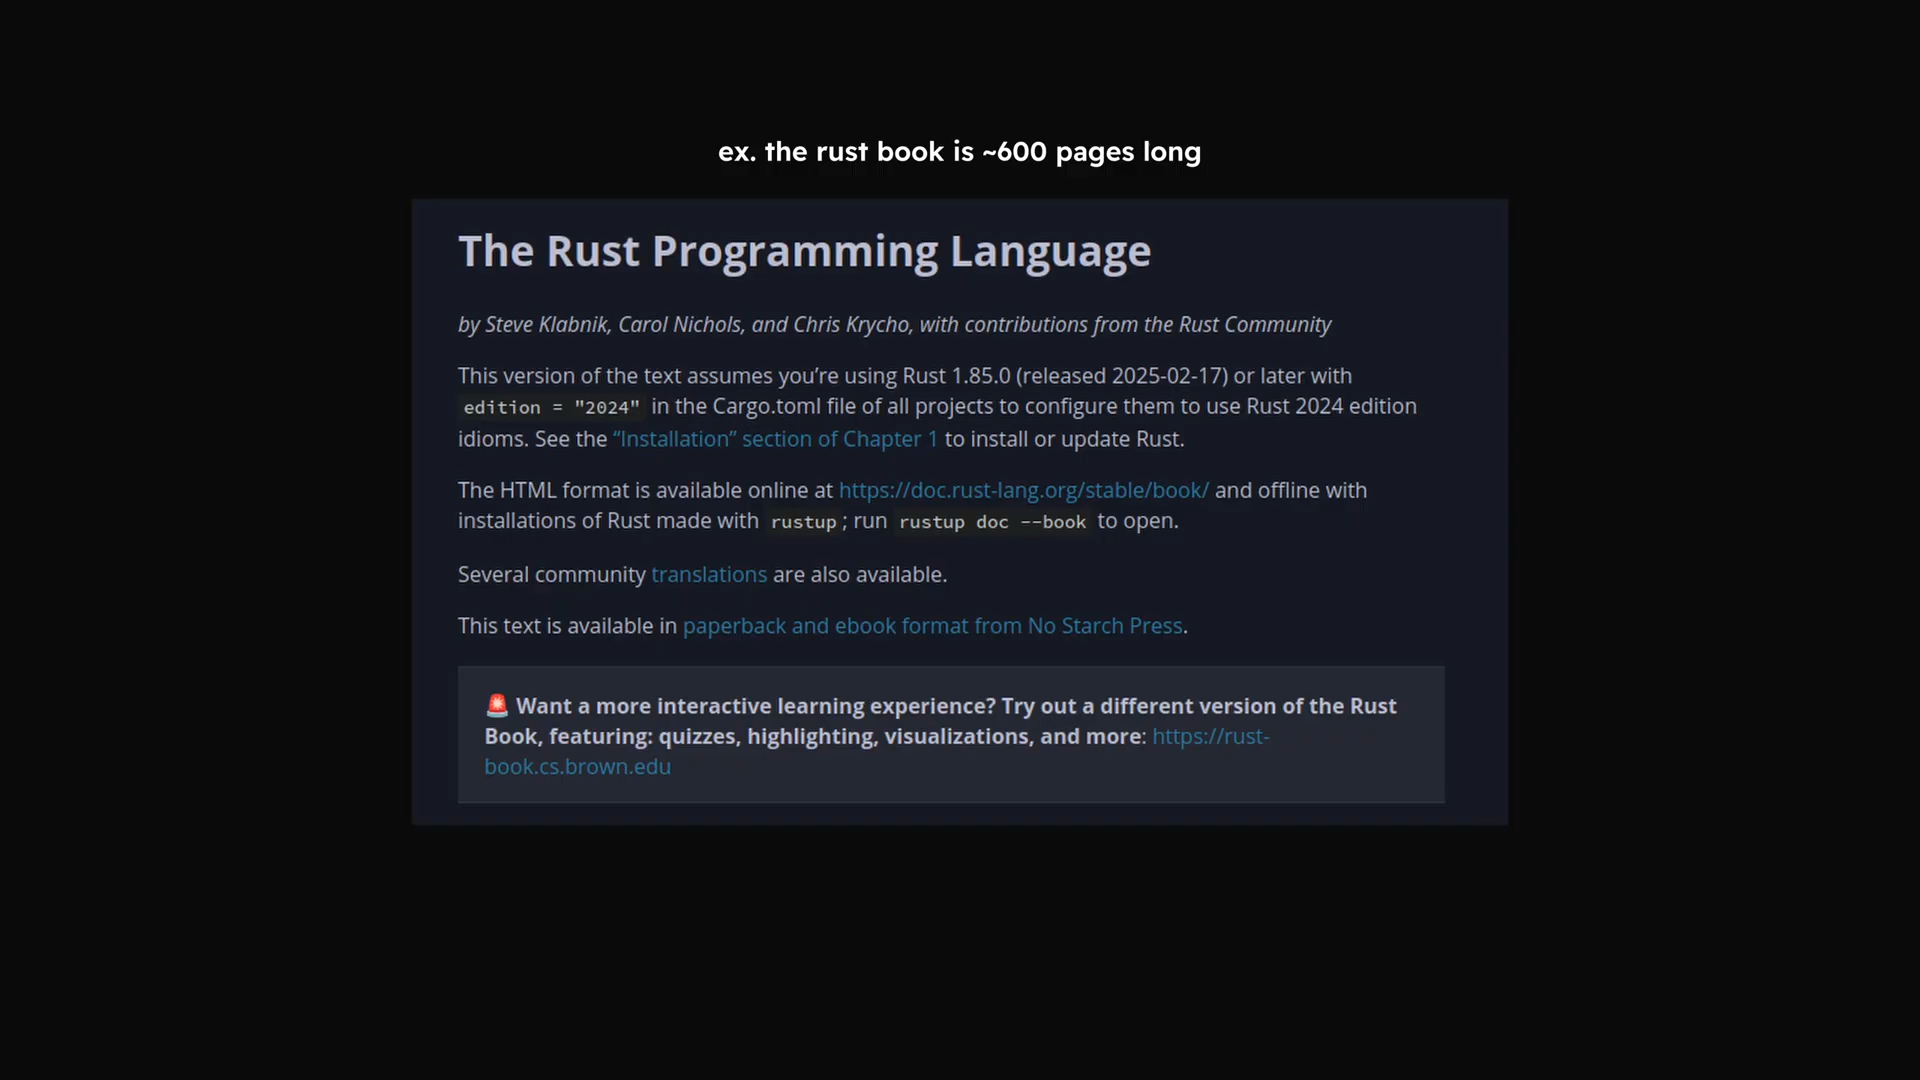 ex. the rust book is ~600 pages long
The Rust Programming Language
by Steve Klabnik, Carol Nichols, and Chris Krycho, with contributions from the Rust Community
This version of the text assumes you’re using Rust 1.85.0 (released 2025-02-17) or later with
edition = "2024" in the Cargo.toml file of all projects to configure them to use Rust 2024 edition
idioms. See the “Installation” section of Chapter 1 to install or update Rust.
The HTML format is available online at https://doc.rust-lang.org/stable/book/ and offline with
installations of Rust made with rustup; run rustup doc --book to open.
Several community translations are also available.
This text is available in paperback and ebook format from No Starch Press.
🚨 Want a more interactive learning experience? Try out a different version of the Rust
Book, featuring: quizzes, highlighting, visualizations, and more: https://rust-
book.cs.brown.edu